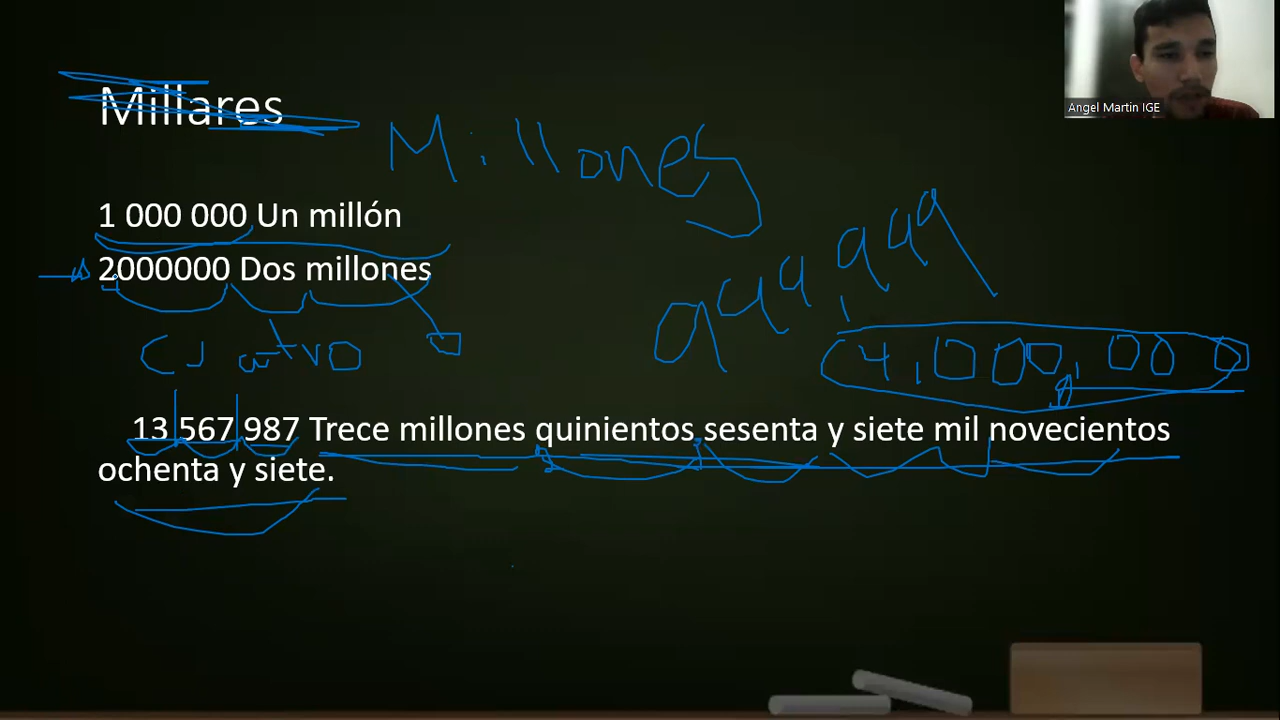 Angel Martin IGE
Millares
Millones
1 000 000 Un millón
2000000 Dos millones
999,999
4,000,000
13 567 987 Trece millones quinientos sesenta y siete mil novecientos
ochenta y siete.